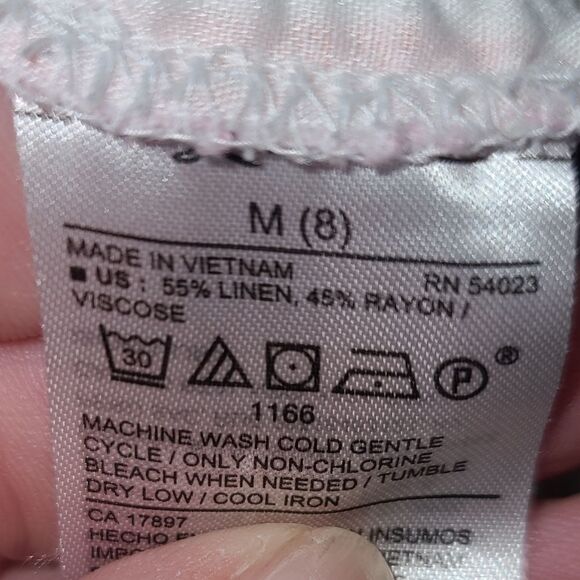 M (8)
MADE IN VIETNAM RN 54023
■ US : 55% LINEN, 45% RAYON /
VISCOSE
30 P ®
1166
MACHINE WASH COLD GENTLE
CYCLE / ONLY NON-CHLORINE
BLEACH WHEN NEEDED / TUMBLE
DRY LOW / COOL IRON
CA 17897
HECHO INSUMOS